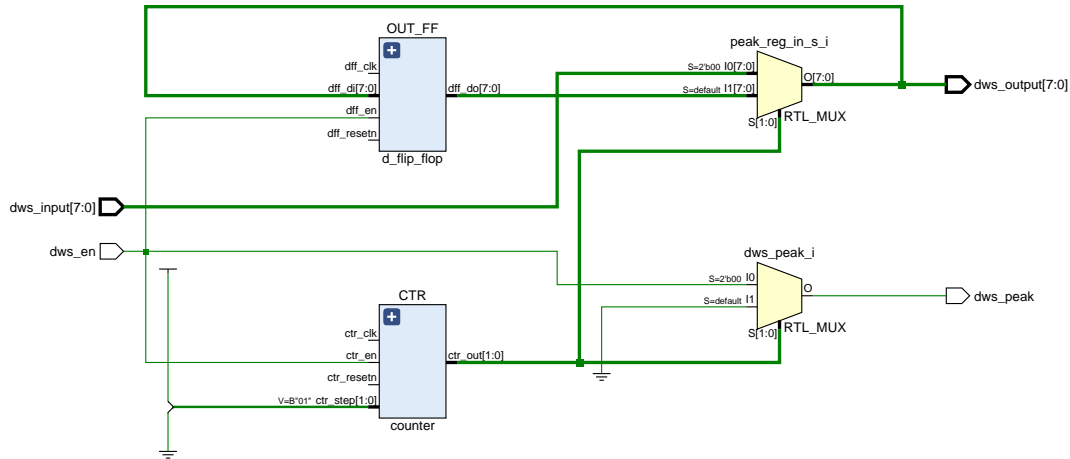 OUT_FF
dff_clk
dff_di[7:0]
dff_do[7:0]
dff_en
dff_resetn
d_flip_flop
peak_reg_in_s_i
S=2'b00 I0[7:0]
S=default I1[7:0]
O[7:0]
S[1:0]
RTL_MUX
dws_output[7:0]
dws_input[7:0]
dws_en
dws_peak_i
S=2'b00 I0
S=default I1
O
S[1:0]
RTL_MUX
dws_peak
CTR
ctr_clk
ctr_en
ctr_out[1:0]
ctr_resetn
V=B"01" ctr_step[1:0]
counter